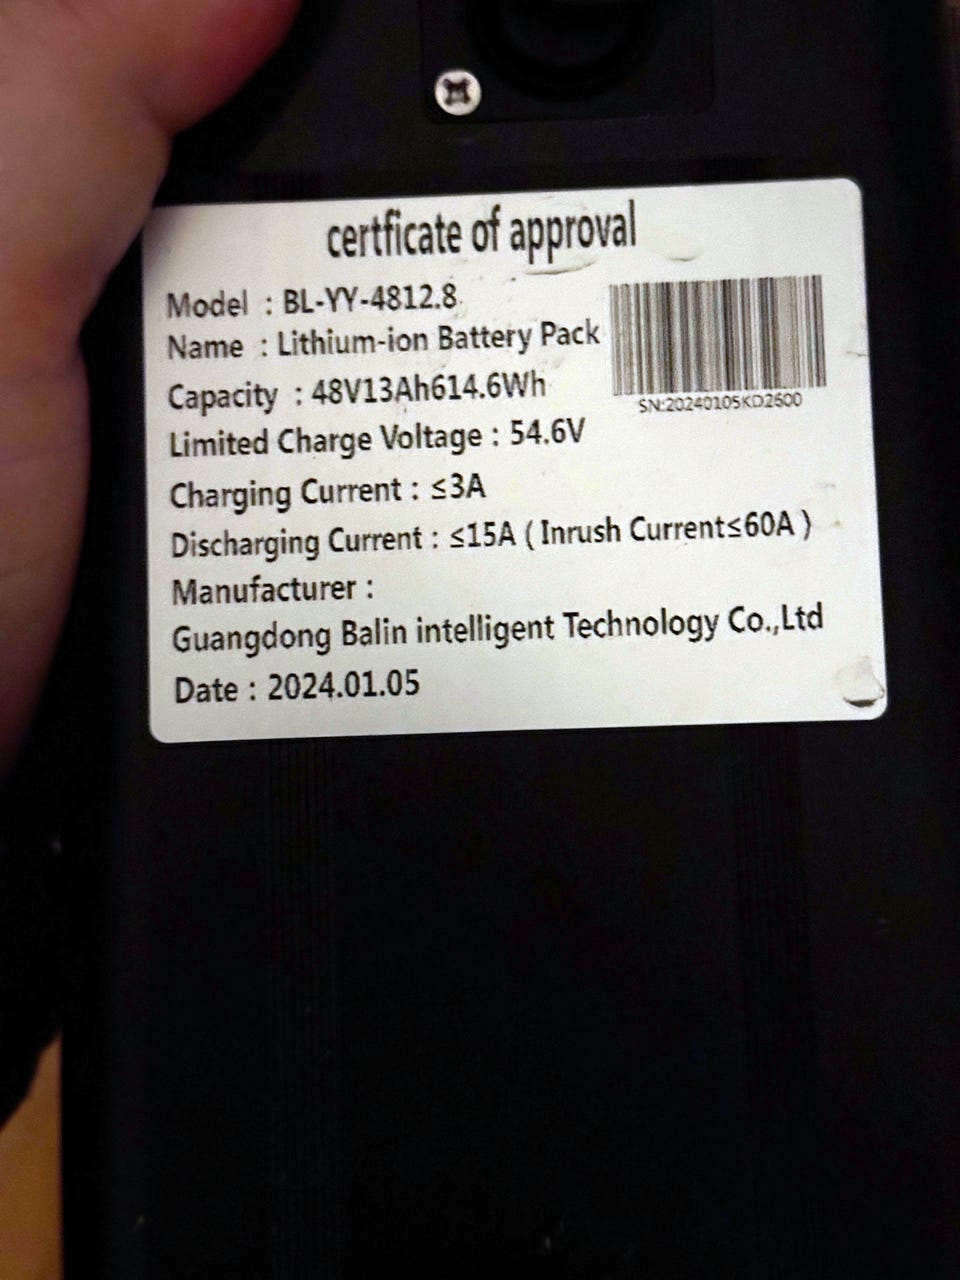 certficate of approval
Model : BL-YY-4812.8
Name : Lithium-ion Battery Pack
Capacity : 48V13Ah614.6Wh
SN:20240105KD2600
Limited Charge Voltage : 54.6V
Charging Current : ≤3A
Discharging Current : ≤15A ( Inrush Current≤60A )
Manufacturer :
Guangdong Balin intelligent Technology Co.,Ltd
Date : 2024.01.05